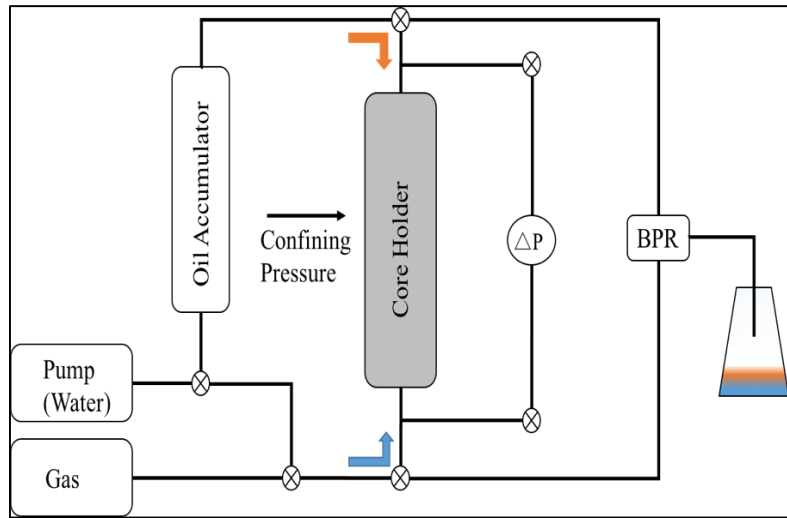 Oil Accumulator
Confining
Pressure
Core Holder
△P
BPR
Pump
(Water)
Gas